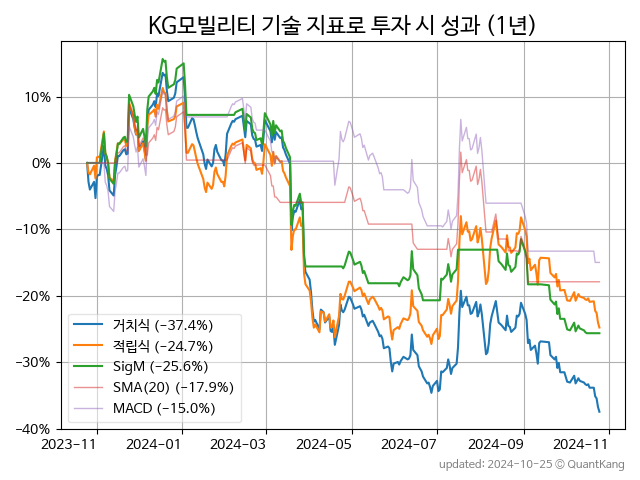 KG모빌리티 기술 지표로 투자 시 성과 (1년)
10%
0%
−10%
−20%
−30%
−40%
거치식 (−37.4%)
적립식 (−24.7%)
SigM (−25.6%)
SMA(20) (−17.9%)
MACD (−15.0%)
2023-11 2024-01 2024-03 2024-05 2024-07 2024-09 2024-11
updated: 2024-10-25 © QuantKang